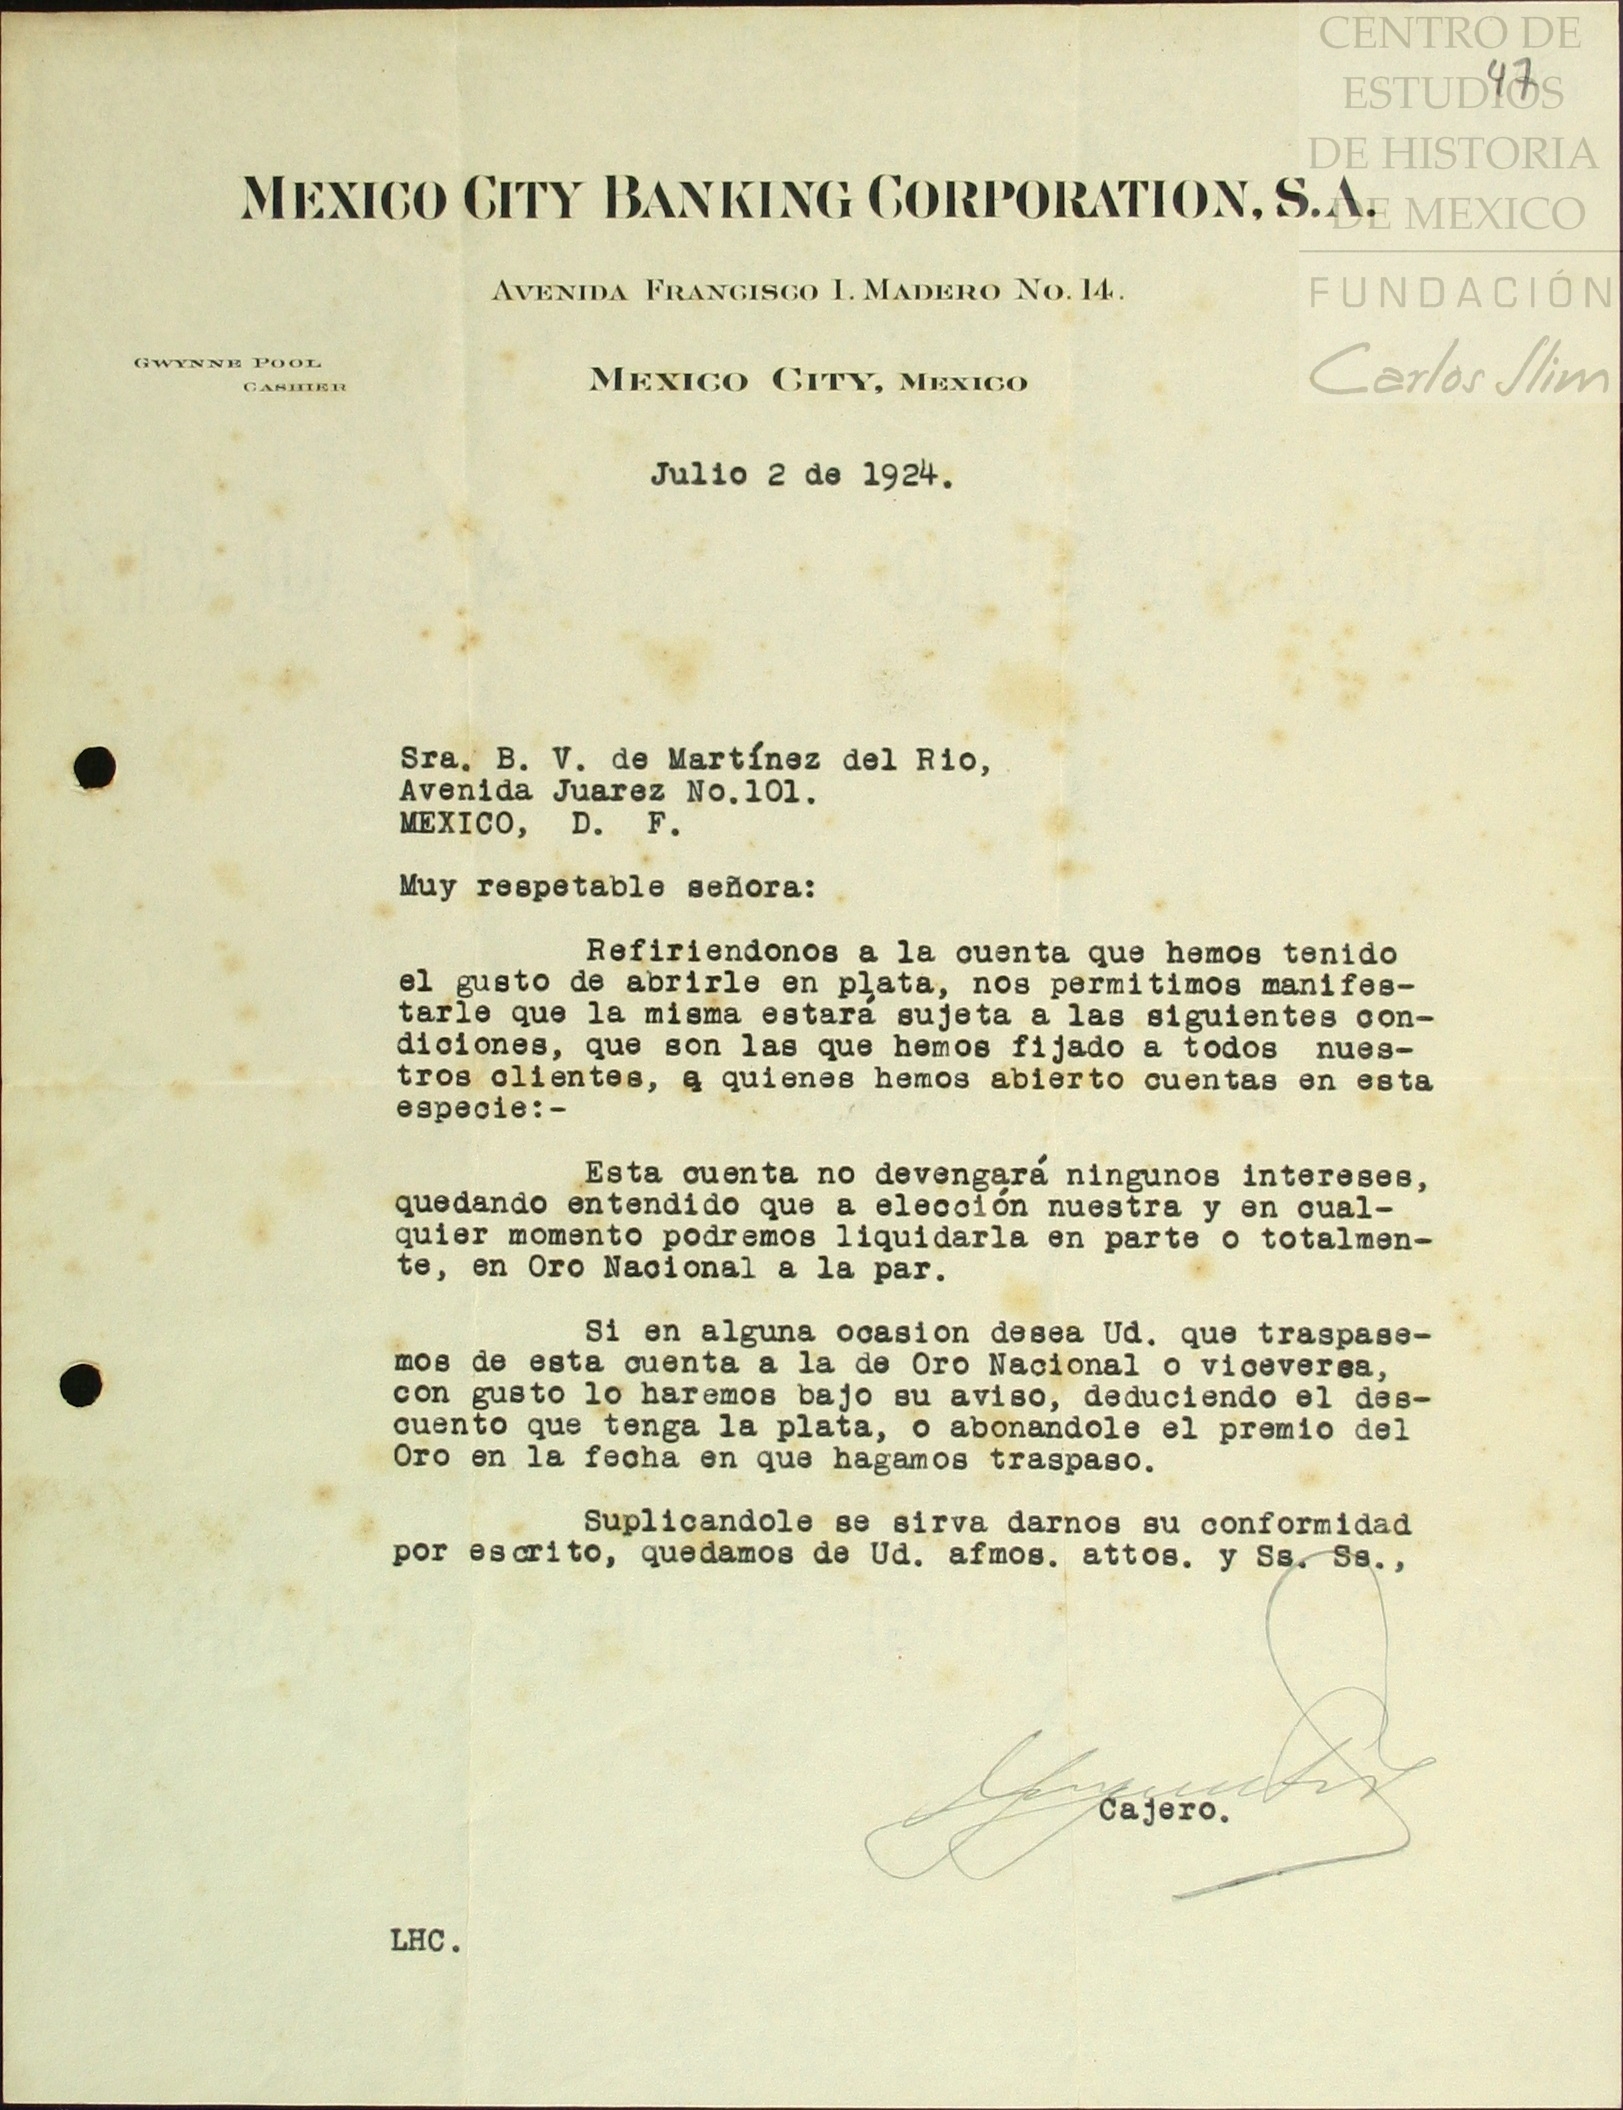 CENTRO DE
ESTUDIOS
DE HISTORIA
DE MEXICO
FUNDACIÓN
Carlos Slim
47
MEXICO CITY BANKING CORPORATION, S.A.
AVENIDA FRANCISCO I. MADERO NO. 14.
GWYNNE POOL
CASHIER
MEXICO CITY, MEXICO
Julio 2 de 1924.
Sra. B. V. de Martínez del Rio,
Avenida Juarez No.101.
MEXICO, D. F.
Muy respetable señora:
Refiriendonos a la cuenta que hemos tenido
el gusto de abrirle en plata, nos permitimos manifes-
tarle que la misma estará sujeta a las siguientes con-
diciones, que son las que hemos fijado a todos nues-
tros clientes, a quienes hemos abierto cuentas en esta
especie:-
Esta cuenta no devengará ningunos intereses,
quedando entendido que a elección nuestra y en cual-
quier momento podremos liquidarla en parte o totalmen-
te, en Oro Nacional a la par.
Si en alguna ocasion desea Ud. que traspase-
mos de esta cuenta a la de Oro Nacional o viceversa,
con gusto lo haremos bajo su aviso, deduciendo el des-
cuento que tenga la plata, o abonandole el premio del
Oro en la fecha en que hagamos traspaso.
Suplicandole se sirva darnos su conformidad
por escrito, quedamos de Ud. afmos. attos. y Ss. Ss.,
Cajero.
LHC.